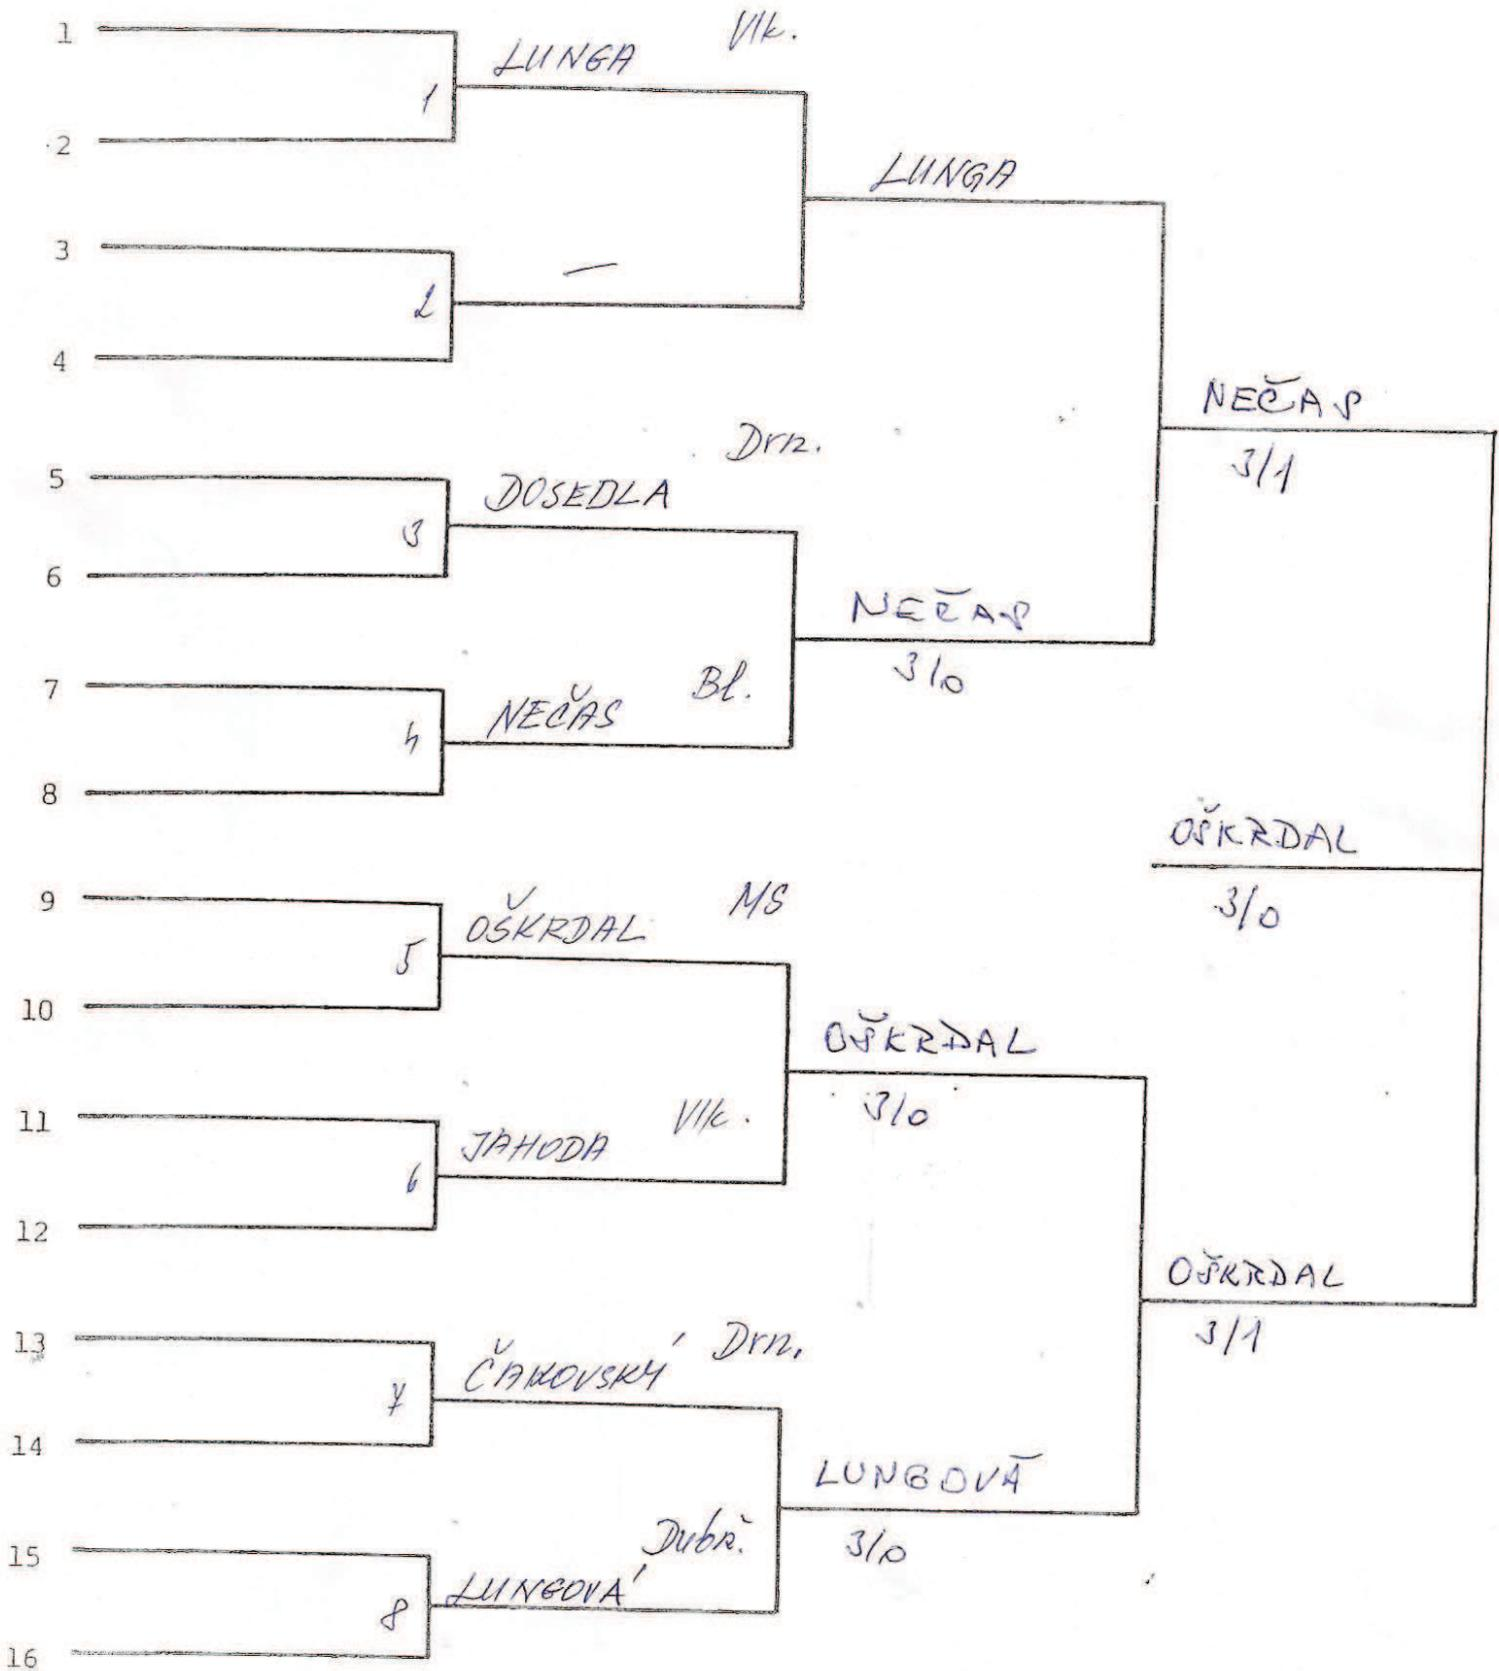 1
LUNGA Vlk.
1
2
LUNGA
3
—
2
4
NEČAS
3/1
Drn.
5
DOSEDLA
3
6
NEČAS
3/0
Bl.
7
NEČAS
4
8
OŠKRDAL
3/0
9
OŠKRDAL MS
5
10
OŠKRDAL
3/0
11
JAHODA Vlk.
6
12
OŠKRDAL
3/1
13
ČAKOVSKÝ Drn.
7
14
LUNGOVÁ
3/0
15
LUNGOVÁ Dubň.
8
16